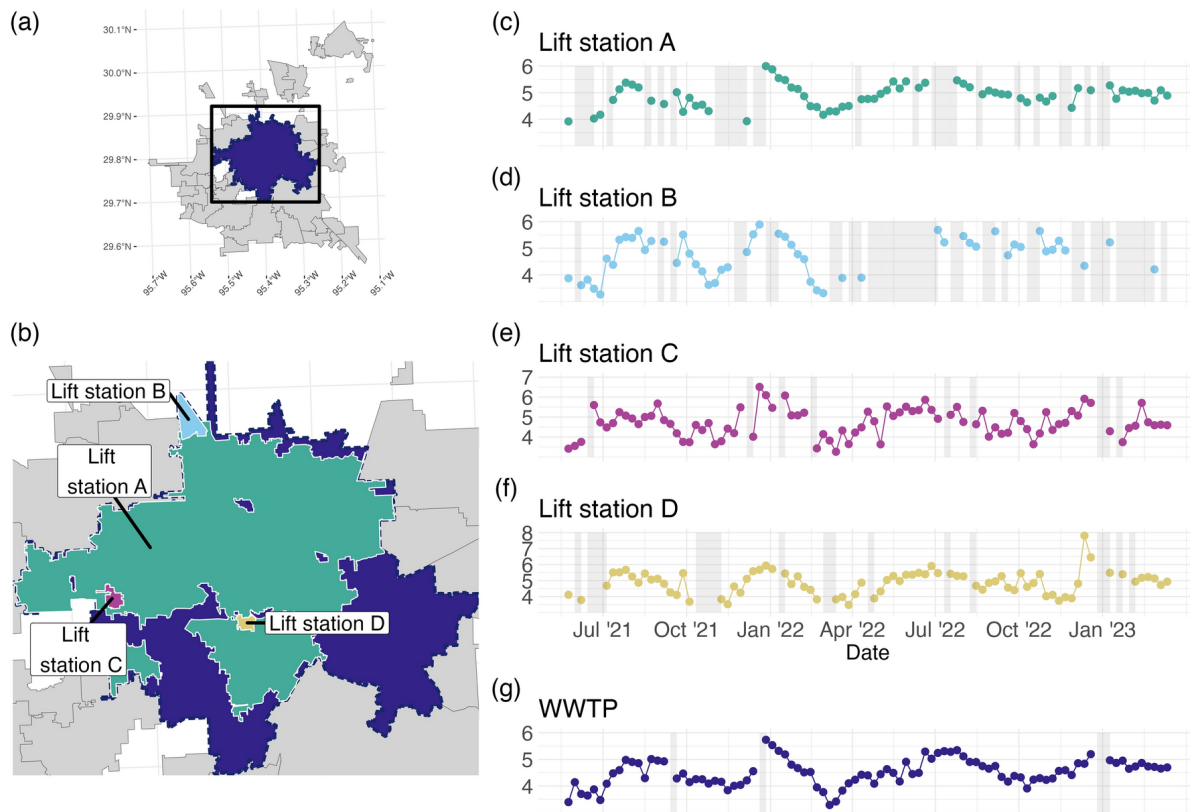 (a)
30.1°N
30.0°N
29.9°N
29.8°N
29.7°N
29.6°N
95.7°W
95.6°W
95.5°W
95.4°W
95.3°W
95.2°W
95.1°W
(b)
Lift station B
Lift
station A
Lift
station C
Lift station D
(c)
Lift station A
6
5
4
(d)
Lift station B
6
5
4
(e)
Lift station C
7
6
5
4
(f)
Lift station D
8
7
6
5
4
Jul '21
Oct '21
Jan '22
Apr '22
Jul '22
Oct '22
Jan '23
Date
(g)
WWTP
6
5
4